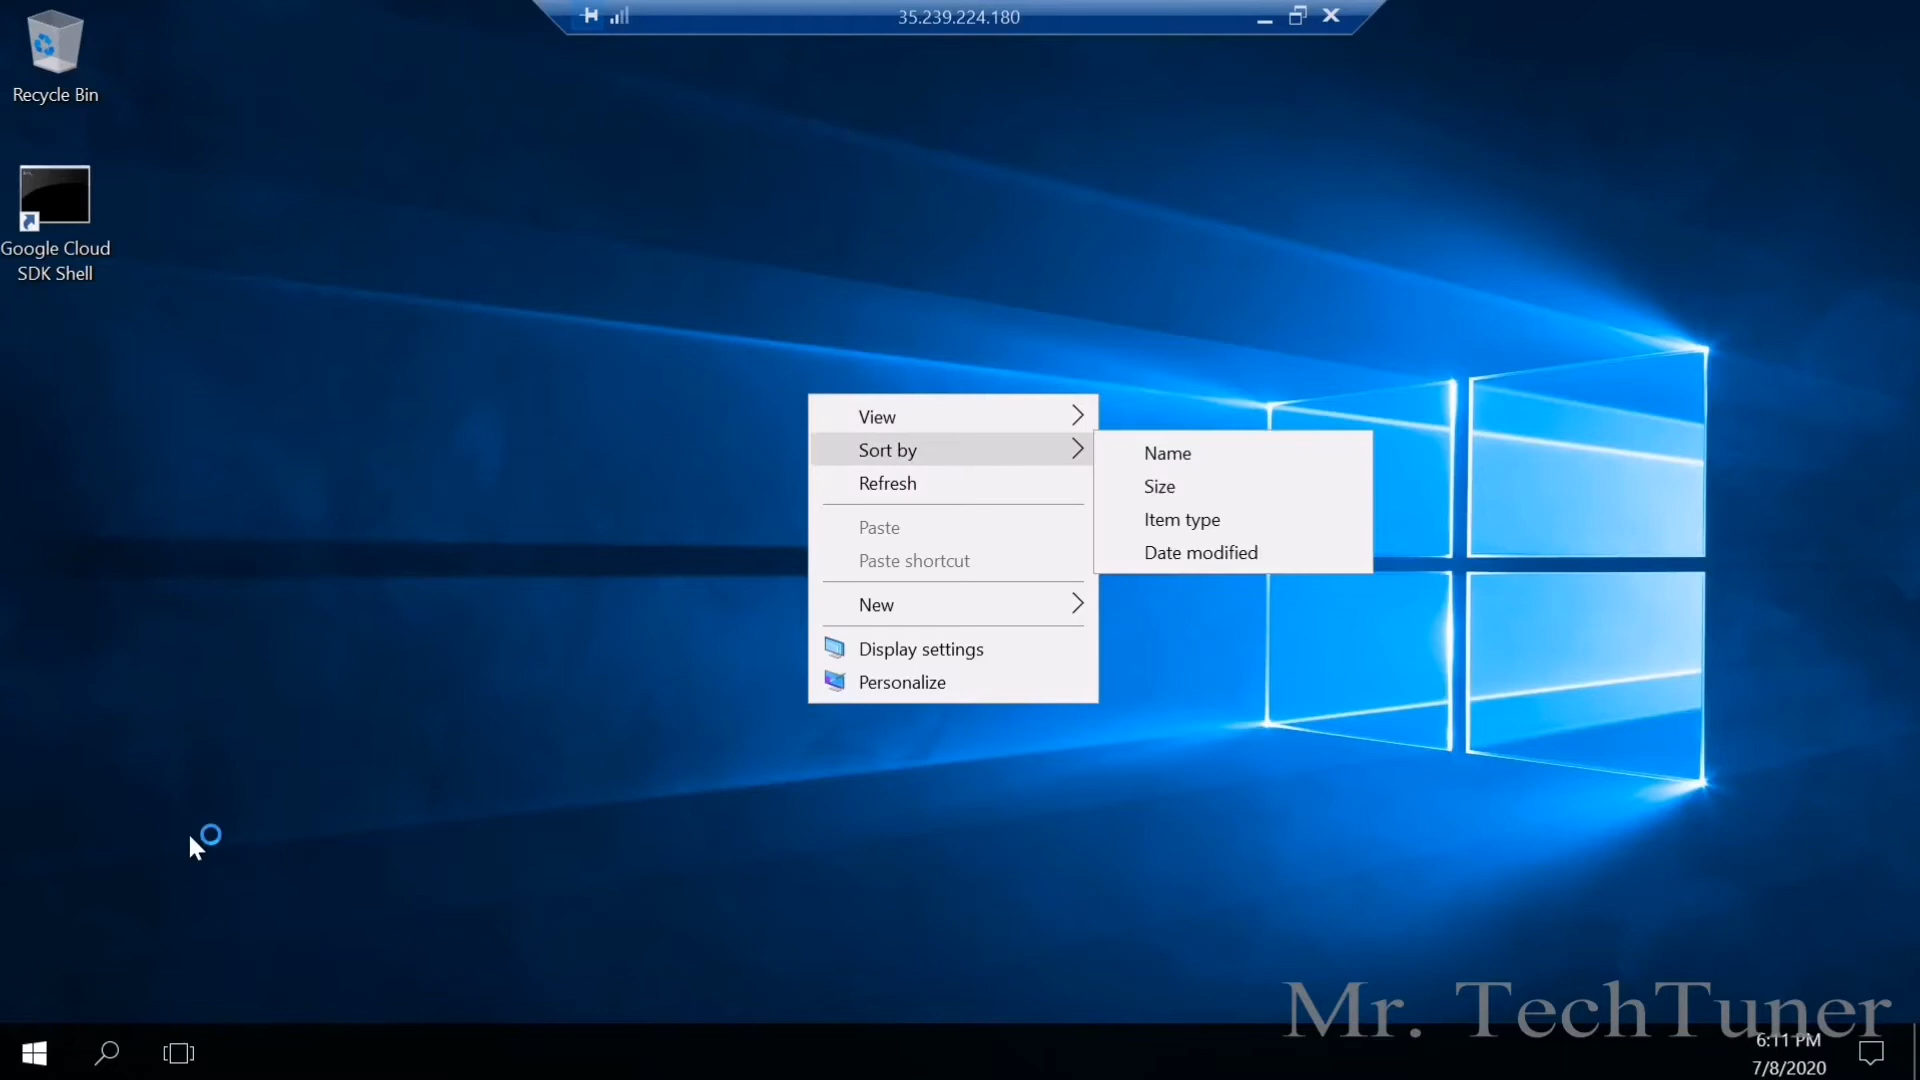 35.239.224.180
Recycle Bin
Google Cloud
SDK Shell
View
Sort by
Refresh
Paste
Paste shortcut
New
Display settings
Personalize
Name
Size
Item type
Date modified
Mr. TechTuner
6:11 PM
7/8/2020